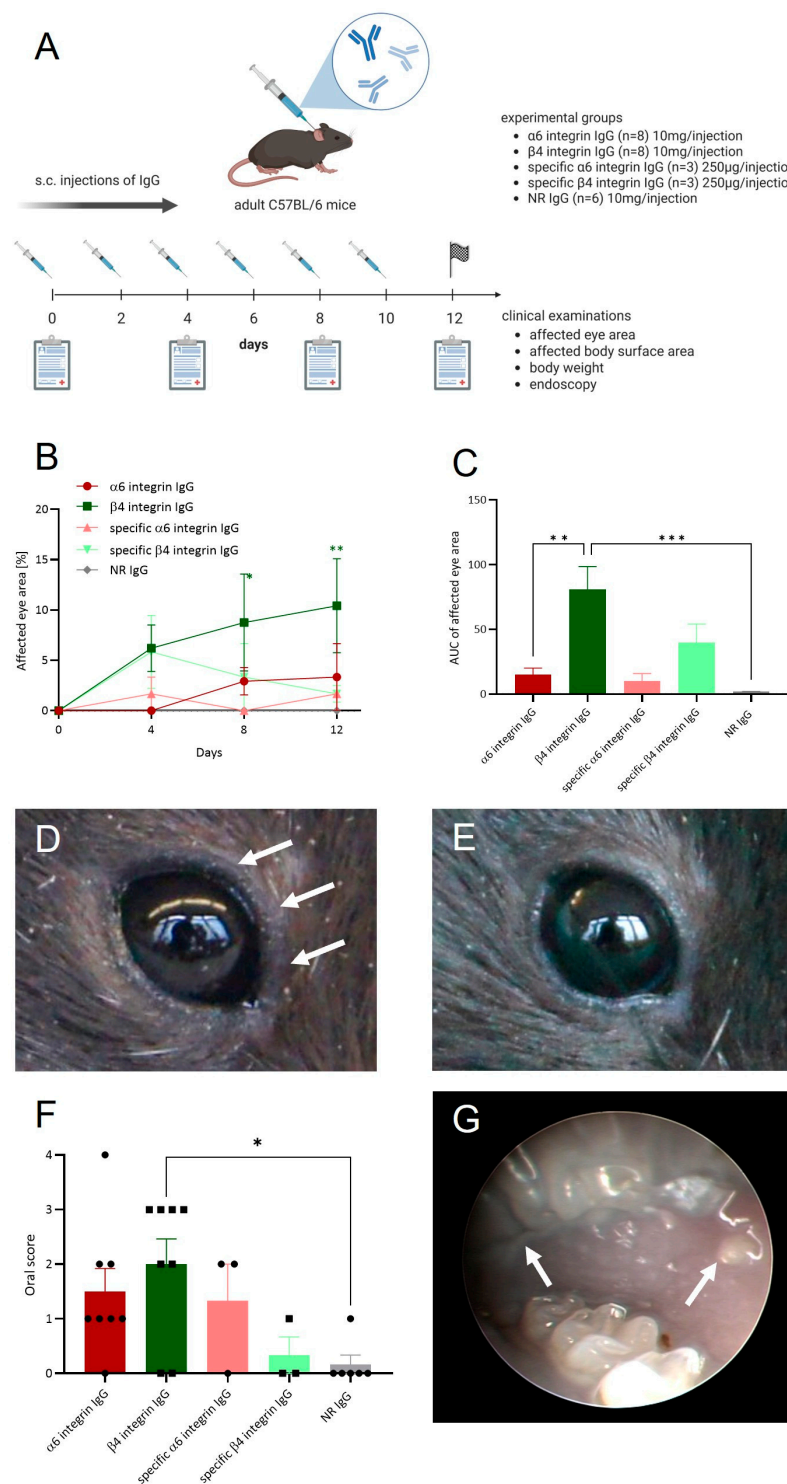 A
experimental groups
• α6 integrin IgG (n=8) 10mg/injection
• β4 integrin IgG (n=8) 10mg/injection
• specific α6 integrin IgG (n=3) 250µg/injection
• specific β4 integrin IgG (n=3) 250µg/injection
• NR IgG (n=6) 10mg/injection
s.c. injections of IgG
adult C57BL/6 mice
0 2 4 6 8 10 12
days
clinical examinations
• affected eye area
• affected body surface area
• body weight
• endoscopy
B
α6 integrin IgG
β4 integrin IgG
specific α6 integrin IgG
specific β4 integrin IgG
NR IgG
Affected eye area [%]
20
15
10
5
0
* **
0 4 8 12
Days
C
AUC of affected eye area
150
100
50
0
** ***
α6 integrin IgG
β4 integrin IgG
specific α6 integrin IgG
specific β4 integrin IgG
NR IgG
D
E
F
Oral score
4
3
2
1
0
*
α6 integrin IgG
β4 integrin IgG
specific α6 integrin IgG
specific β4 integrin IgG
NR IgG
G